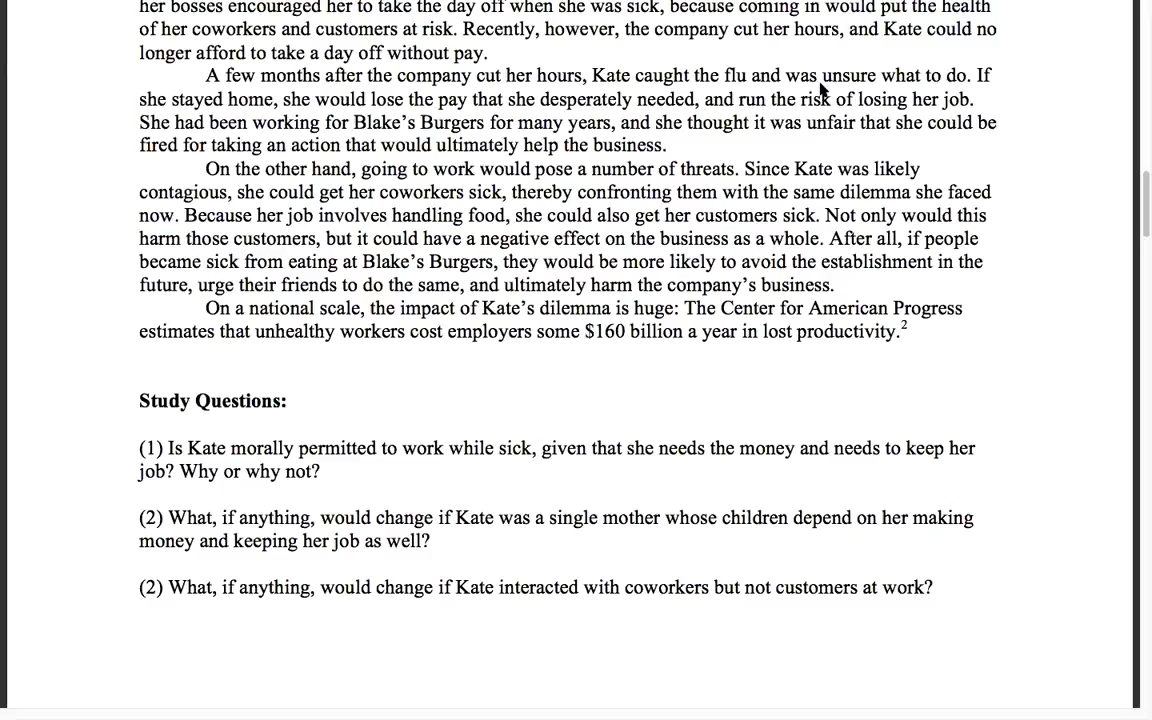 her bosses encouraged her to take the day off when she was sick, because coming in would put the health
of her coworkers and customers at risk. Recently, however, the company cut her hours, and Kate could no
longer afford to take a day off without pay.
A few months after the company cut her hours, Kate caught the flu and was unsure what to do. If
she stayed home, she would lose the pay that she desperately needed, and run the risk of losing her job.
She had been working for Blake’s Burgers for many years, and she thought it was unfair that she could be
fired for taking an action that would ultimately help the business.
On the other hand, going to work would pose a number of threats. Since Kate was likely
contagious, she could get her coworkers sick, thereby confronting them with the same dilemma she faced
now. Because her job involves handling food, she could also get her customers sick. Not only would this
harm those customers, but it could have a negative effect on the business as a whole. After all, if people
became sick from eating at Blake’s Burgers, they would be more likely to avoid the establishment in the
future, urge their friends to do the same, and ultimately harm the company’s business.
On a national scale, the impact of Kate’s dilemma is huge: The Center for American Progress
estimates that unhealthy workers cost employers some $160 billion a year in lost productivity.2
Study Questions:
(1) Is Kate morally permitted to work while sick, given that she needs the money and needs to keep her
job? Why or why not?
(2) What, if anything, would change if Kate was a single mother whose children depend on her making
money and keeping her job as well?
(2) What, if anything, would change if Kate interacted with coworkers but not customers at work?